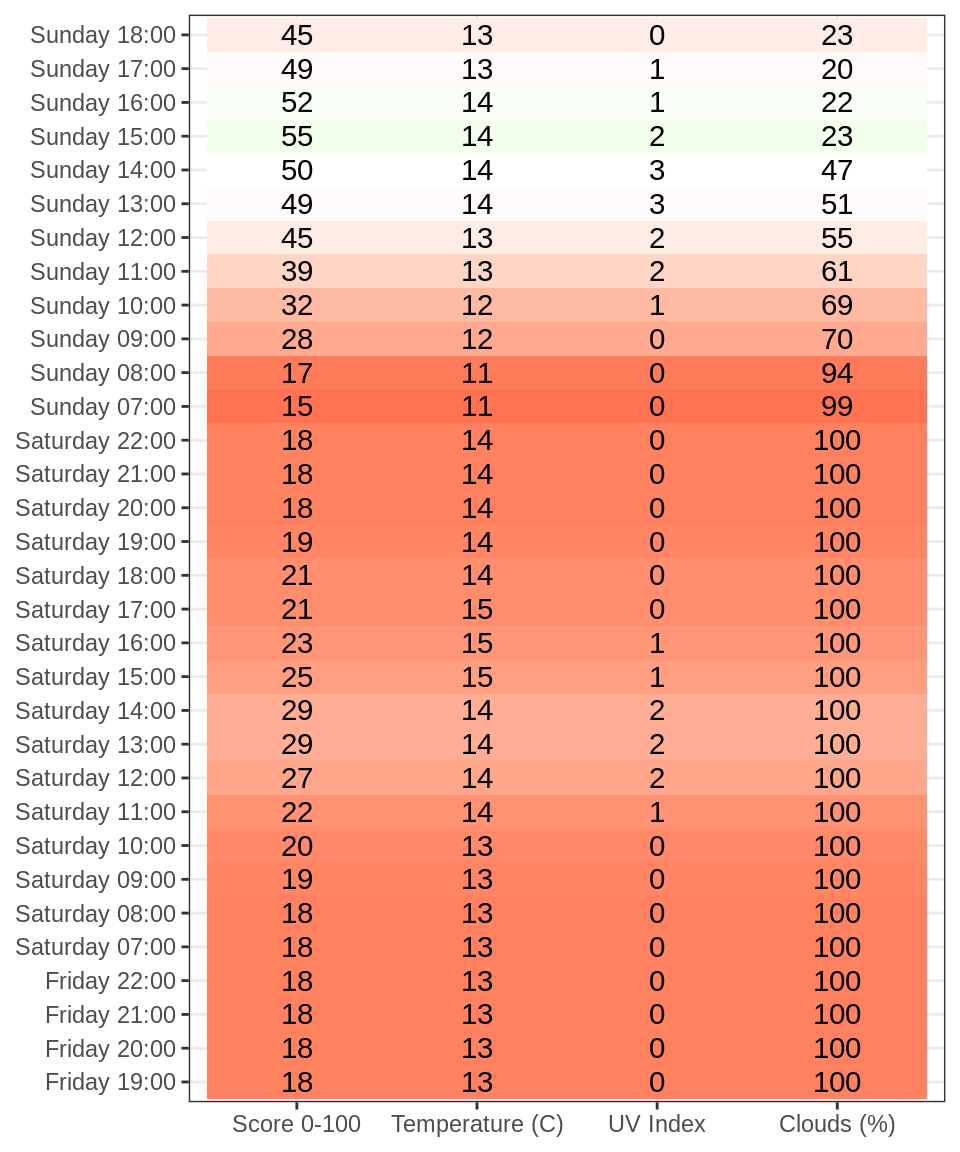 Sunday 18:00 45 13 0 23
Sunday 17:00 49 13 1 20
Sunday 16:00 52 14 1 22
Sunday 15:00 55 14 2 23
Sunday 14:00 50 14 3 47
Sunday 13:00 49 14 3 51
Sunday 12:00 45 13 2 55
Sunday 11:00 39 13 2 61
Sunday 10:00 32 12 1 69
Sunday 09:00 28 12 0 70
Sunday 08:00 17 11 0 94
Sunday 07:00 15 11 0 99
Saturday 22:00 18 14 0 100
Saturday 21:00 18 14 0 100
Saturday 20:00 18 14 0 100
Saturday 19:00 19 14 0 100
Saturday 18:00 21 14 0 100
Saturday 17:00 21 15 0 100
Saturday 16:00 23 15 1 100
Saturday 15:00 25 15 1 100
Saturday 14:00 29 14 2 100
Saturday 13:00 29 14 2 100
Saturday 12:00 27 14 2 100
Saturday 11:00 22 14 1 100
Saturday 10:00 20 13 0 100
Saturday 09:00 19 13 0 100
Saturday 08:00 18 13 0 100
Saturday 07:00 18 13 0 100
Friday 22:00 18 13 0 100
Friday 21:00 18 13 0 100
Friday 20:00 18 13 0 100
Friday 19:00 18 13 0 100
Score 0-100 Temperature (C) UV Index Clouds (%)